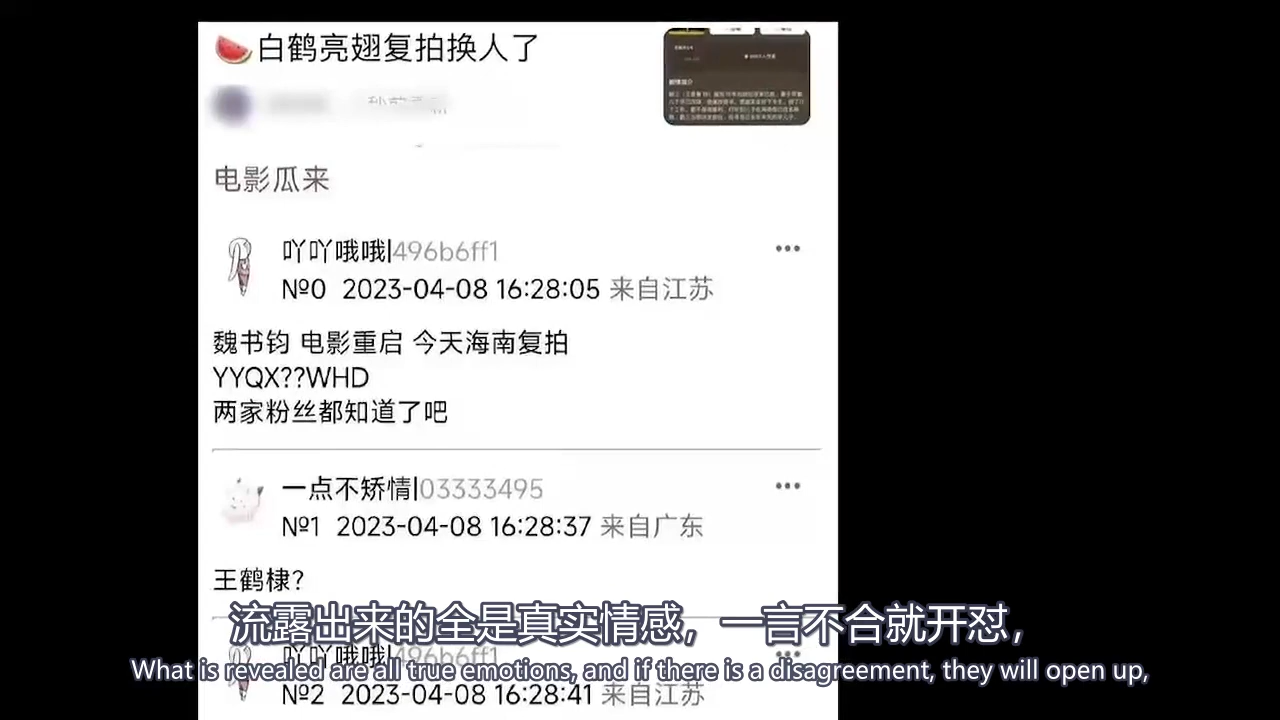 白鹤亮翅复拍换人了
电影瓜来
吖吖哦哦|496b6ff1
№0 2023-04-08 16:28:05 来自江苏
魏书钧 电影重启 今天海南复拍
YYQX??WHD
两家粉丝都知道了吧
一点不矫情|03333495
№1 2023-04-08 16:28:37 来自广东
王鹤棣?
流露出来的全是真实情感，一言不合就开怼，
吖吖哦哦|496b6ff1
What is revealed are all true emotions, and if there is a disagreement, they will open up,
№2 2023-04-08 16:28:41 来自江苏